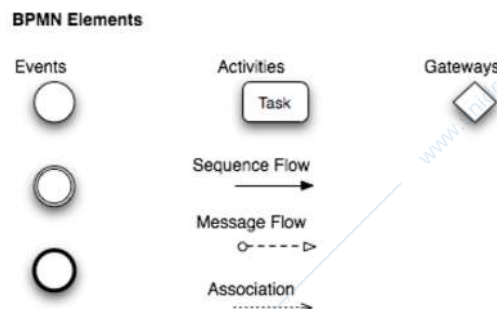 BPMN Elements
Events
Activities
Gateways
Task
Sequence Flow
Message Flow
Association